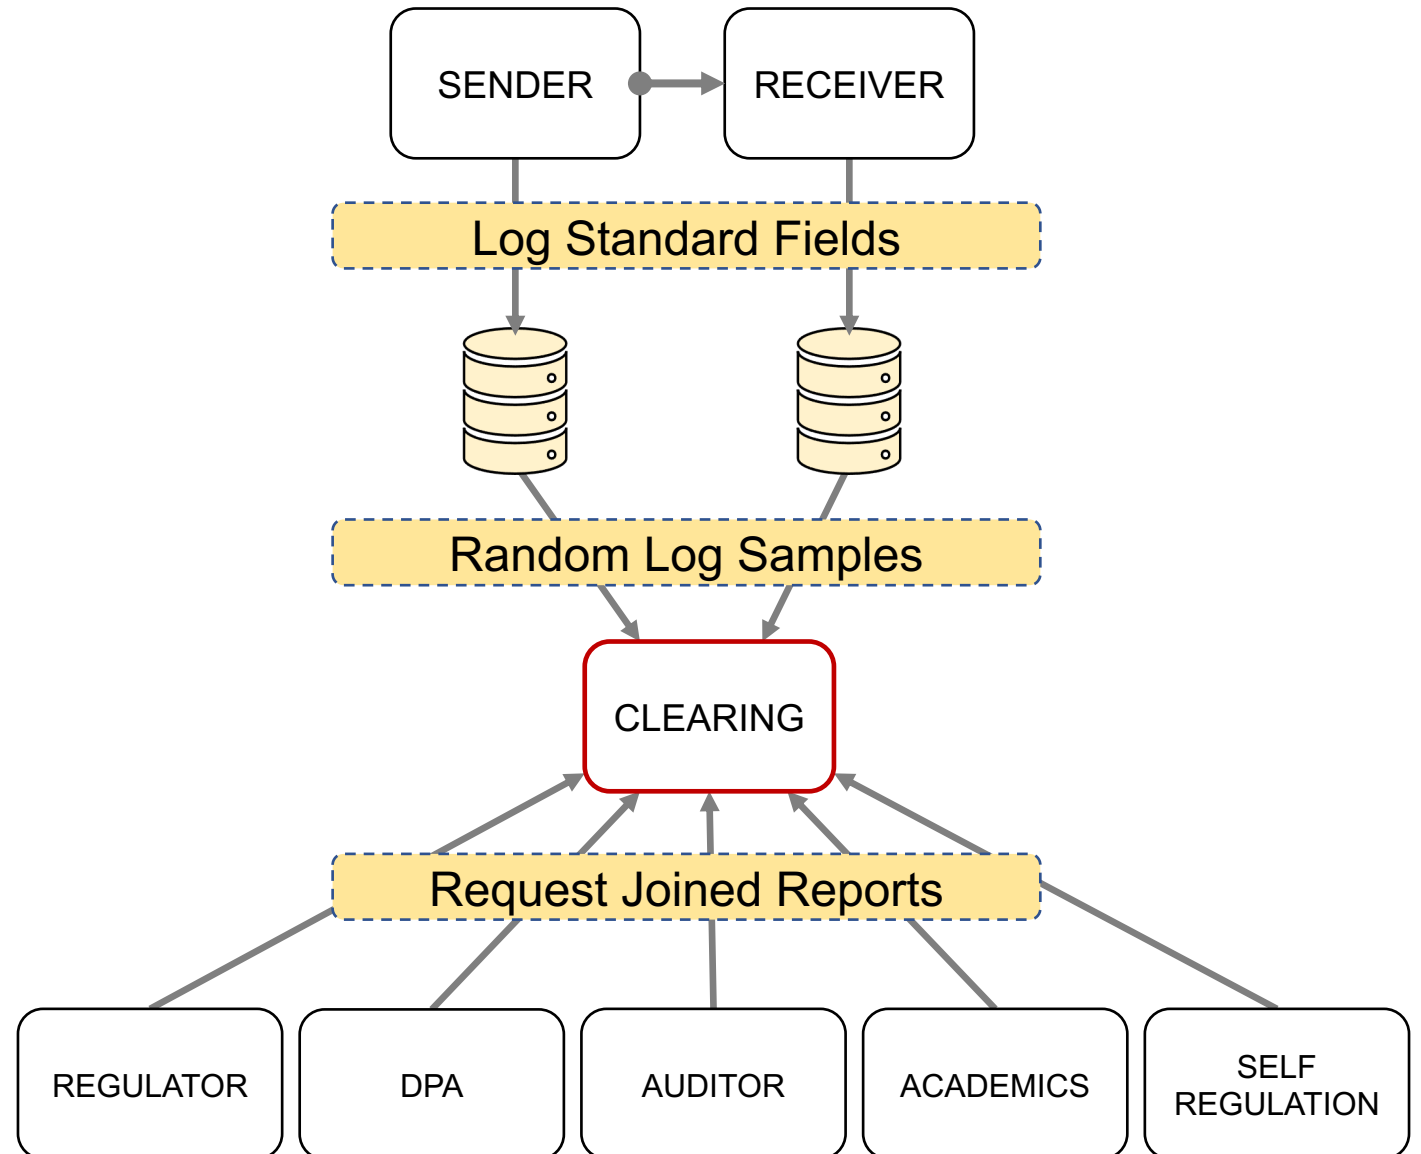 SENDER
RECEIVER
Log Standard Fields
Random Log Samples
CLEARING
Request Joined Reports
REGULATOR
DPA
AUDITOR
ACADEMICS
SELF
REGULATION